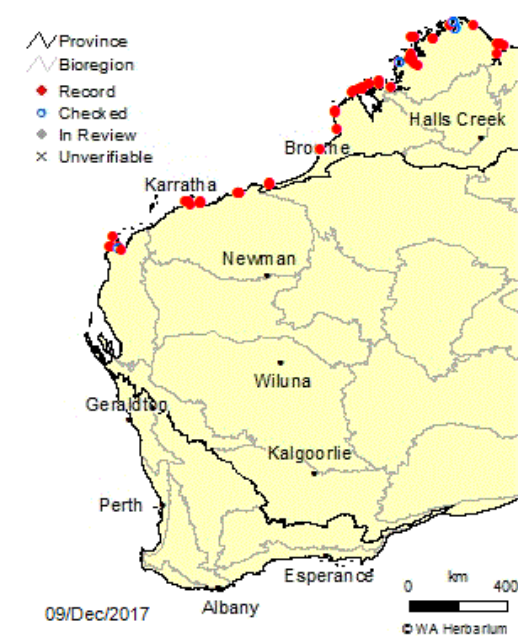 Province
Bioregion
Record
Checked
In Review
Unverifiable
Halls Creek
Broome
Karratha
Newman
Wiluna
Geraldton
Kalgoorlie
Perth
Esperance
Albany
09/Dec/2017
km
0 400
© WA Herbarium